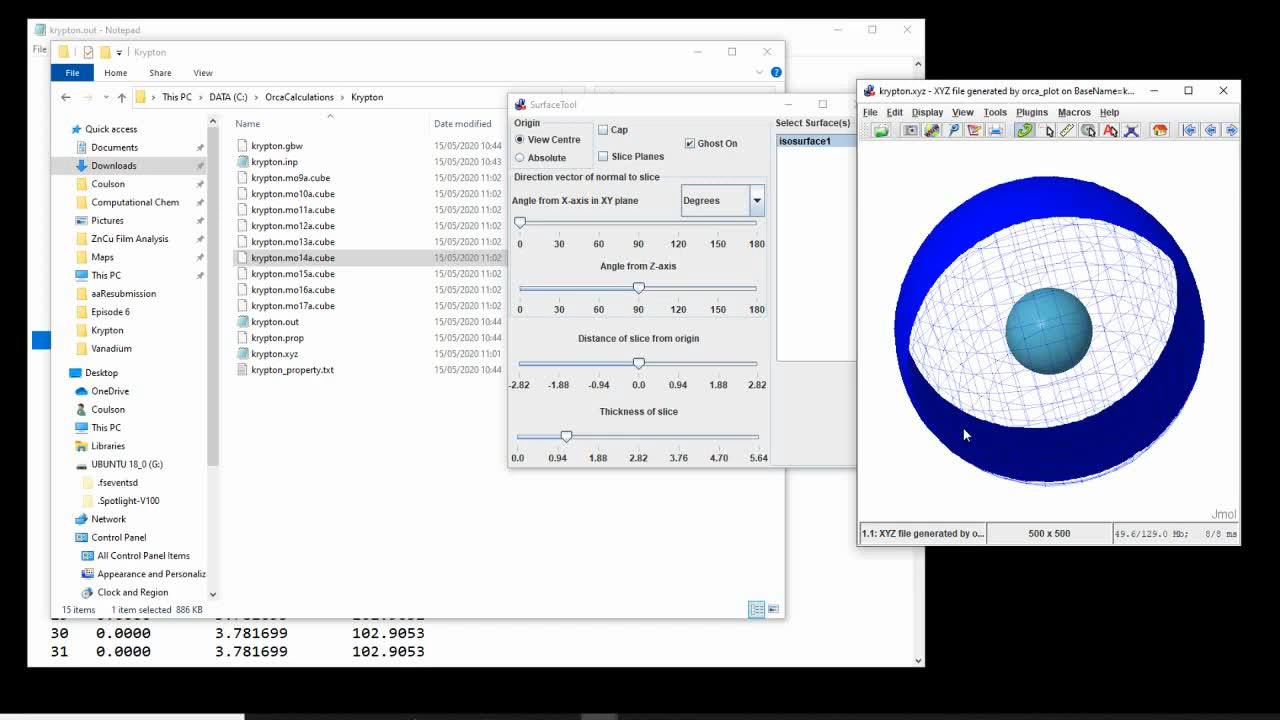 krypton.out - Notepad
File
Krypton
File Home Share View
This PC DATA (C:) OrcaCalculations Krypton
Quick access
Documents
Downloads
Coulson
Computational Chem
Pictures
ZnCu Film Analysis
Maps
This PC
aaResubmission
Episode 6
Krypton
Vanadium
Desktop
OneDrive
Coulson
This PC
Libraries
UBUNTU 18_0 (G:)
.fseventsd
.Spotlight-V100
Network
Control Panel
All Control Panel Items
Appearance and Personaliz
Clock and Region
Name Date modified
krypton.gbw 15/05/2020 10:44
krypton.inp 15/05/2020 10:43
krypton.mo9a.cube 15/05/2020 11:02
krypton.mo10a.cube 15/05/2020 11:02
krypton.mo11a.cube 15/05/2020 11:02
krypton.mo12a.cube 15/05/2020 11:02
krypton.mo13a.cube 15/05/2020 11:02
krypton.mo14a.cube 15/05/2020 11:02
krypton.mo15a.cube 15/05/2020 11:02
krypton.mo16a.cube 15/05/2020 11:02
krypton.mo17a.cube 15/05/2020 11:02
krypton.out 15/05/2020 10:44
krypton.prop 15/05/2020 10:44
krypton.xyz 15/05/2020 11:01
krypton_property.txt 15/05/2020 10:44
15 items 1 item selected 886 KB
30 0.0000 3.781699 102.9053
31 0.0000 3.781699 102.9053
SurfaceTool
Origin
View Centre
Absolute
Cap
Slice Planes
Ghost On
Select Surface(s)
isosurface1
Direction vector of normal to slice
Angle from X-axis in XY plane Degrees
0 30 60 90 120 150 180
Angle from Z-axis
0 30 60 90 120 150 180
Distance of slice from origin
-2.82 -1.88 -0.94 0.0 0.94 1.88 2.82
Thickness of slice
0.0 0.94 1.88 2.82 3.76 4.70 5.64
krypton.xyz - XYZ file generated by orca_plot on BaseName=k...
File Edit Display View Tools Plugins Macros Help
Jmol
1.1: XYZ file generated by o... 500 x 500 49.6/129.0 Mb; 8/8 ms